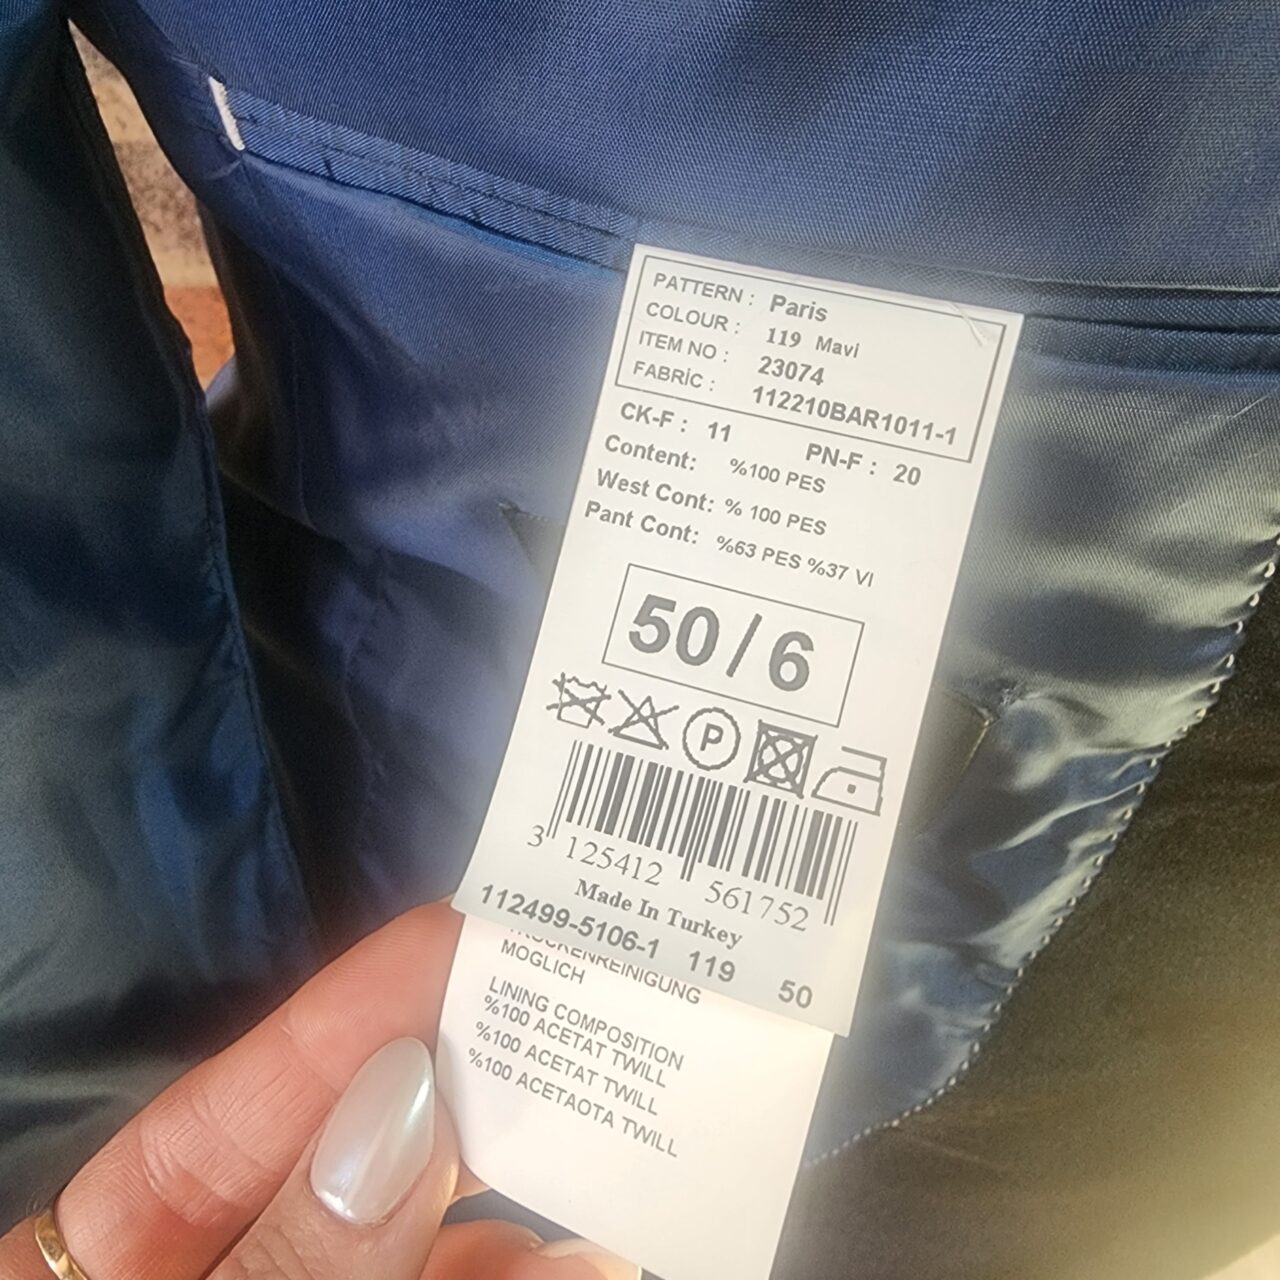 PATTERN : Paris
COLOUR : 119 Mavi
ITEM NO : 23074
FABRİC : 112210BAR1011-1
CK-F : 11 PN-F : 20
Content: %100 PES
West Cont: % 100 PES
Pant Cont: %63 PES %37 VI
50/6
P
3 125412 561752
Made In Turkey
112499-5106-1 119 50
TROCKENREINIGUNG
MOGLICH
LINING COMPOSITION
%100 ACETAT TWILL
%100 ACETAT TWILL
%100 ACETAOTA TWILL